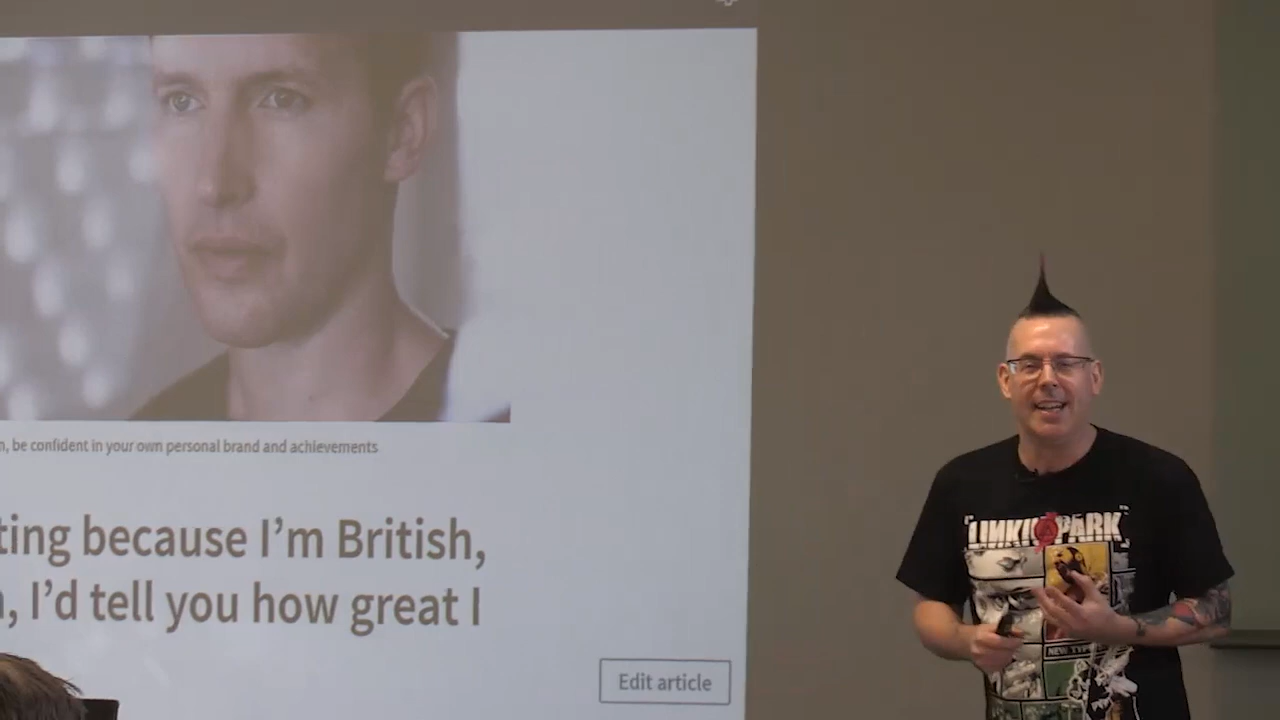 , be confident in your own personal brand and achievements
ting because I'm British,
, I'd tell you how great I
Edit article
LINKIN PARK
NEW